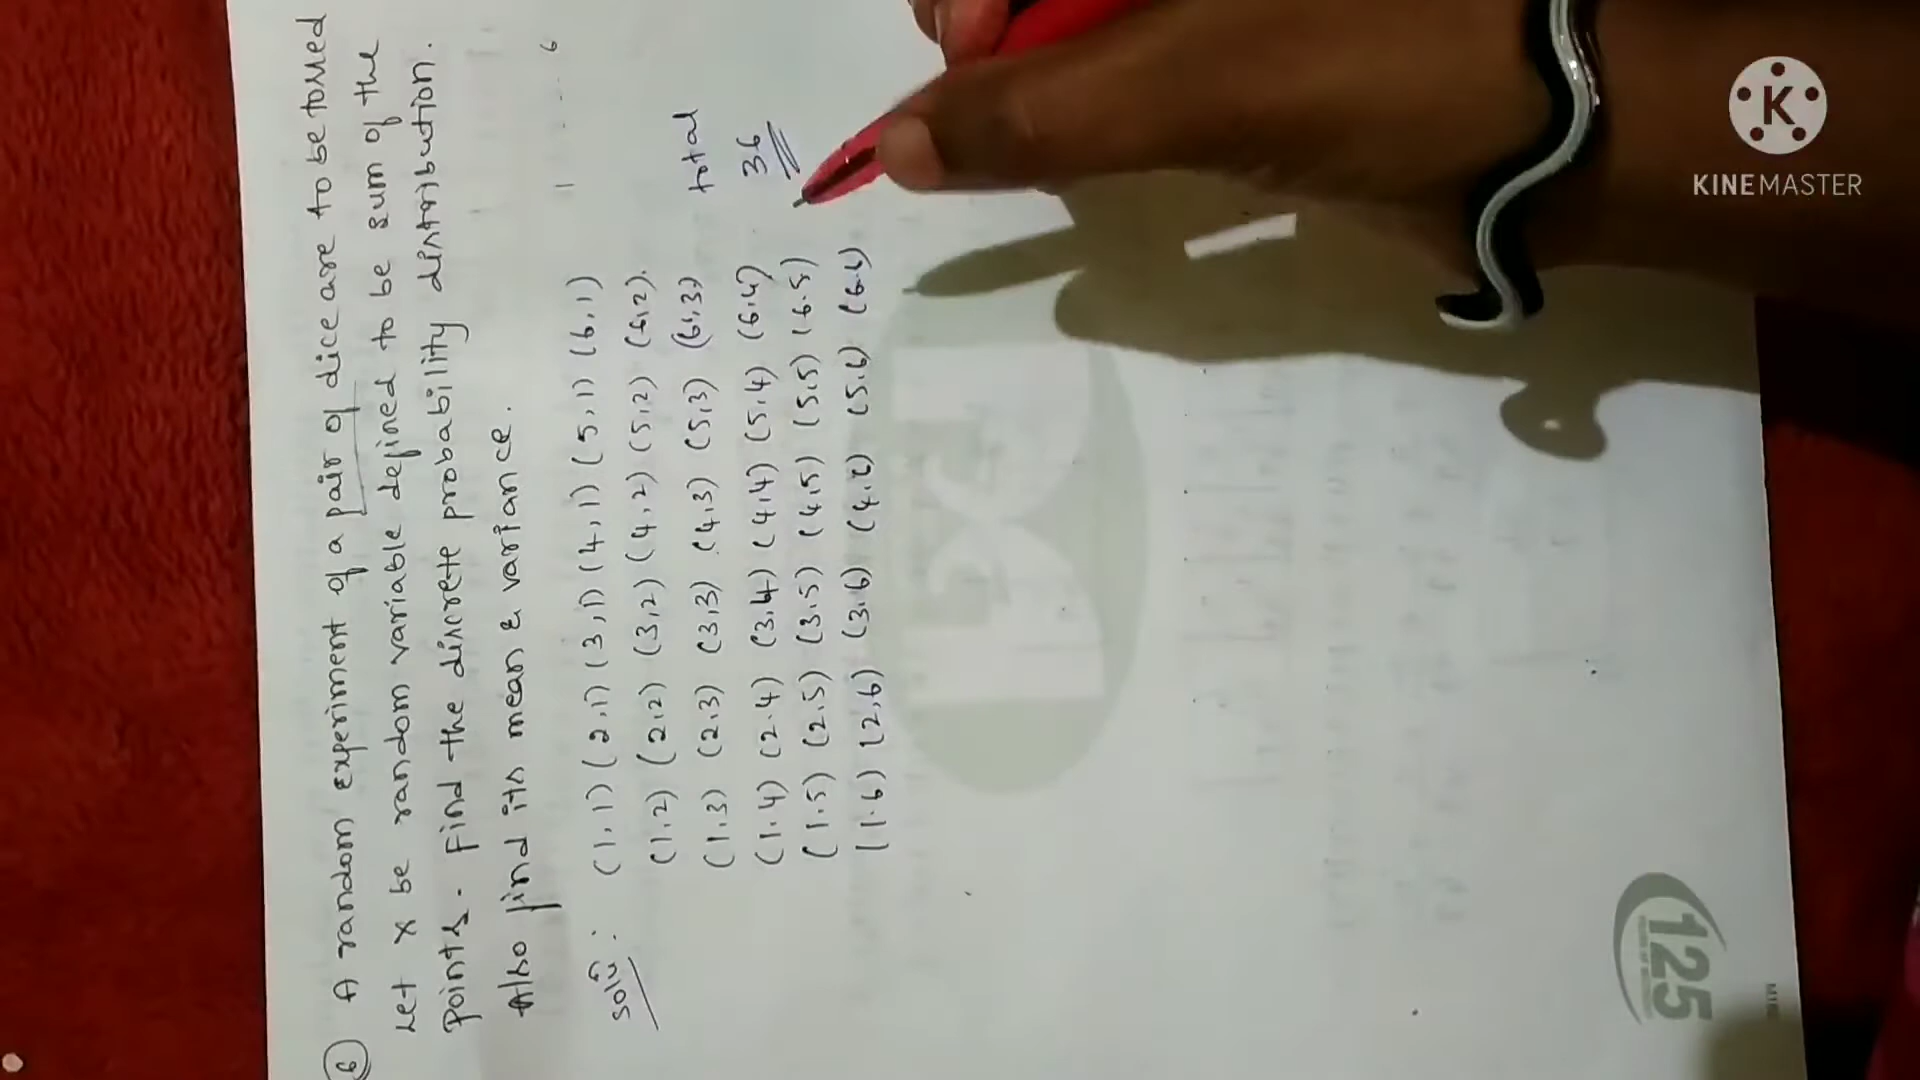 6 A random experiment of a pair of dice are to be tossed
Let x be random variable defined to be sum of the
Points. Find the discrete probability distribution.
Also find its mean & variance.
1 .... 6
Soln: (1,1) (2,1) (3,1) (4,1) (5,1) (6,1)
(1,2) (2,2) (3,2) (4,2) (5,2) (6,2).
(1,3) (2,3) (3,3) (4,3) (5,3) (6,3)
total
(1,4) (2,4) (3,4) (4,4) (5,4) (6,4)
36
(1,5) (2,5) (3,5) (4,5) (5,5) (6,5)
(1,6) (2,6) (3,6) (4,6) (5,6) (6,6)
125
K
KINEMASTER